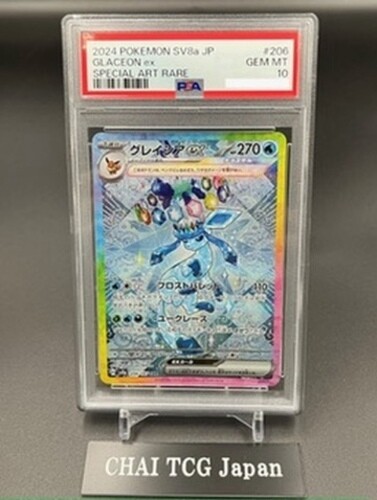 2024 POKEMON SV8a JP #206
GLACEON ex GEM MT
SPECIAL ART RARE 10
PSA
グレイシア ex 270
フロストバレット 110
ユークレース
CHAI TCG Japan